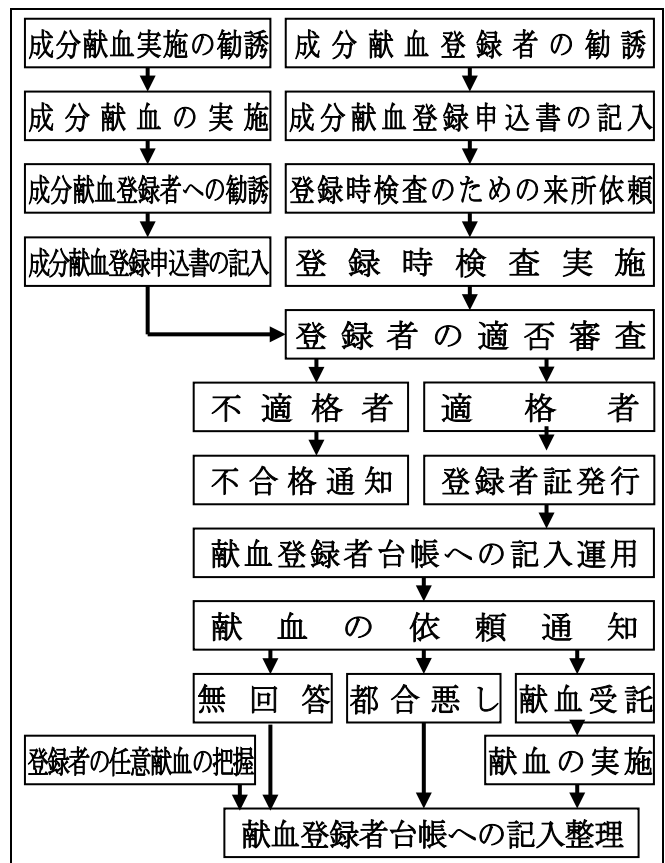 成分献血実施の勧誘
成分献血登録者の勧誘
成分献血の実施
成分献血登録申込書の記入
成分献血登録者への勧誘
登録時検査のための来所依頼
成分献血登録申込書の記入
登録時検査実施
登録者の適否審査
不適格者
適格者
不合格通知
登録者証発行
献血登録者台帳への記入運用
献血の依頼通知
無回答
都合悪し
献血受託
登録者の任意献血の把握
献血の実施
献血登録者台帳への記入整理